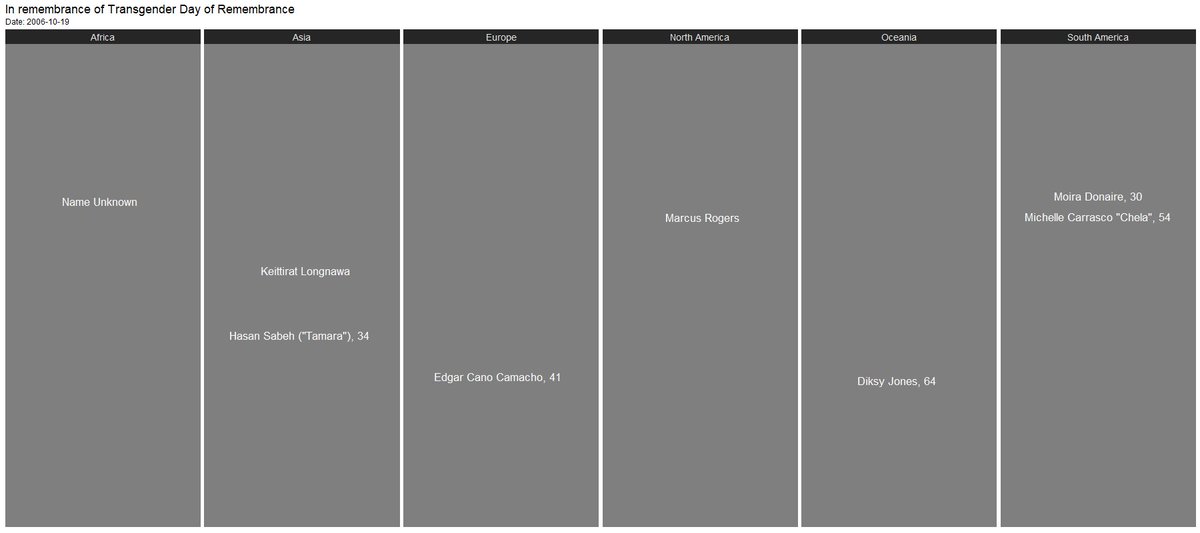 In remembrance of Transgender Day of Remembrance
Date: 2006-10-19
Africa
Asia
Europe
North America
Oceania
South America
Name Unknown
Keittirat Longnawa
Hasan Sabeh ("Tamara"), 34
Edgar Cano Camacho, 41
Marcus Rogers
Diksy Jones, 64
Moira Donaire, 30
Michelle Carrasco "Chela", 54